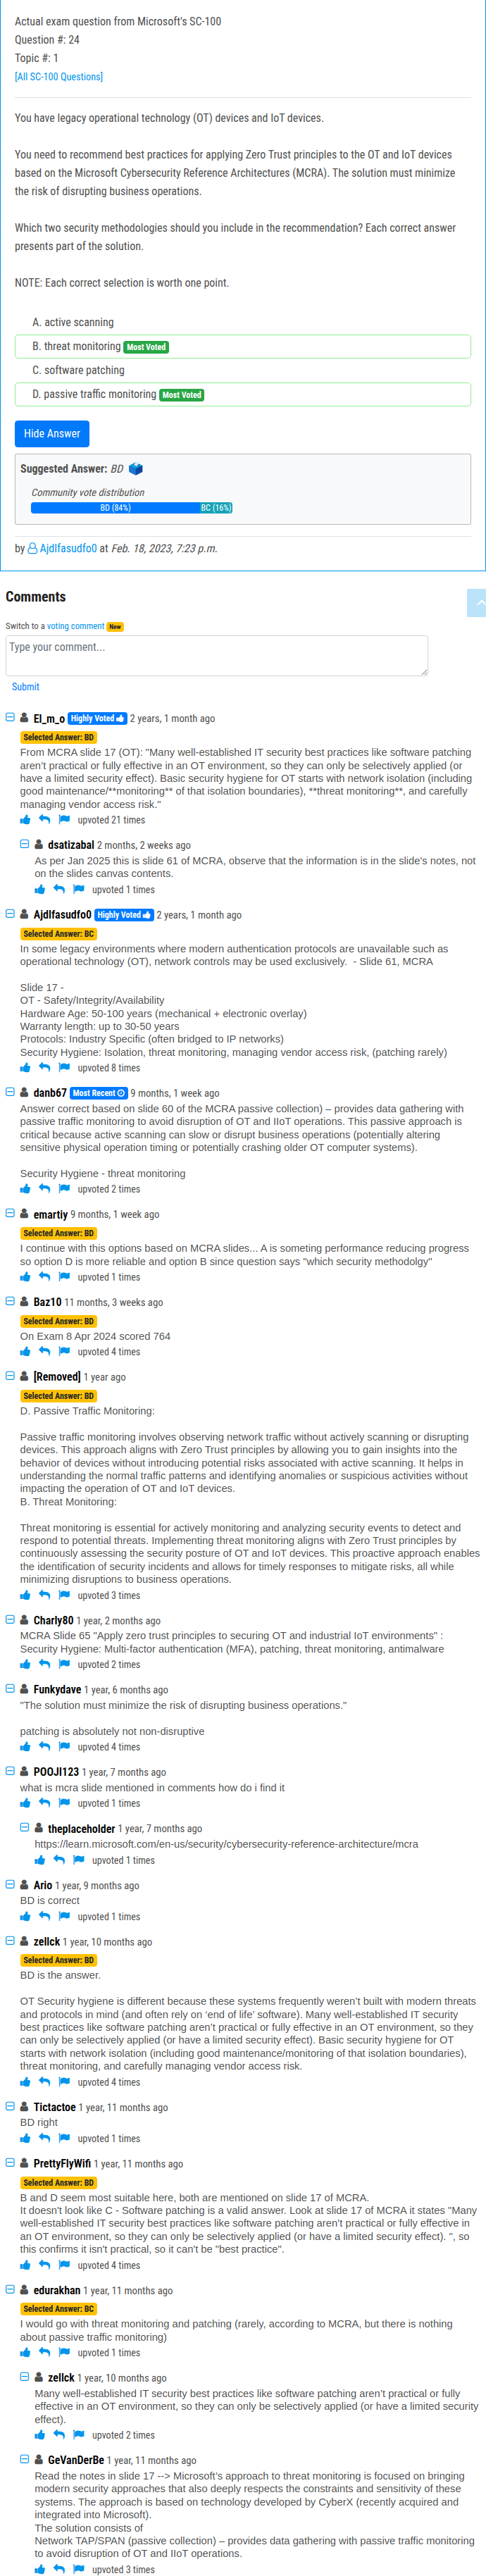 Actual exam question from Microsoft's SC-100
Question #: 24
Topic #: 1
[All SC-100 Questions]
You have legacy operational technology (OT) devices and IoT devices.
You need to recommend best practices for applying Zero Trust principles to the OT and IoT devices
based on the Microsoft Cybersecurity Reference Architectures (MCRA). The solution must minimize
the risk of disrupting business operations.
Which two security methodologies should you include in the recommendation? Each correct answer
presents part of the solution.
NOTE: Each correct selection is worth one point.
A. active scanning
B. threat monitoring Most Voted
C. software patching
D. passive traffic monitoring Most Voted
Hide Answer
Suggested Answer: BD
Community vote distribution
BD (84%) BC (16%)
by Ajdlfasudfo0 at Feb. 18, 2023, 7:23 p.m.
Comments
Switch to a voting comment New
Type your comment...
Submit
El_m_o Highly Voted 2 years, 1 month ago
Selected Answer: BD
From MCRA slide 17 (OT): "Many well-established IT security best practices like software patching
aren't practical or fully effective in an OT environment, so they can only be selectively applied (or
have a limited security effect). Basic security hygiene for OT starts with network isolation (including
good maintenance/**monitoring** of that isolation boundaries), **threat monitoring**, and carefully
managing vendor access risk."
upvoted 21 times
dsatizabal 2 months, 2 weeks ago
As per Jan 2025 this is slide 61 of MCRA, observe that the information is in the slide's notes, not
on the slides canvas contents.
upvoted 1 times
Ajdlfasudfo0 Highly Voted 2 years, 1 month ago
Selected Answer: BC
In some legacy environments where modern authentication protocols are unavailable such as
operational technology (OT), network controls may be used exclusively. - Slide 61, MCRA
Slide 17 -
OT - Safety/Integrity/Availability
Hardware Age: 50-100 years (mechanical + electronic overlay)
Warranty length: up to 30-50 years
Protocols: Industry Specific (often bridged to IP networks)
Security Hygiene: Isolation, threat monitoring, managing vendor access risk, (patching rarely)
upvoted 8 times
danb67 Most Recent 9 months, 1 week ago
Answer correct based on slide 60 of the MCRA passive collection) – provides data gathering with
passive traffic monitoring to avoid disruption of OT and IIoT operations. This passive approach is
critical because active scanning can slow or disrupt business operations (potentially altering
sensitive physical operation timing or potentially crashing older OT computer systems).
Security Hygiene - threat monitoring
upvoted 2 times
emartiy 9 months, 1 week ago
Selected Answer: BD
I continue with this options based on MCRA slides... A is someting performance reducing progress
so option D is more reliable and option B since question says "which security methodolgy"
upvoted 1 times
Baz10 11 months, 3 weeks ago
Selected Answer: BD
On Exam 8 Apr 2024 scored 764
upvoted 4 times
[Removed] 1 year ago
Selected Answer: BD
D. Passive Traffic Monitoring:
Passive traffic monitoring involves observing network traffic without actively scanning or disrupting
devices. This approach aligns with Zero Trust principles by allowing you to gain insights into the
behavior of devices without introducing potential risks associated with active scanning. It helps in
understanding the normal traffic patterns and identifying anomalies or suspicious activities without
impacting the operation of OT and IoT devices.
B. Threat Monitoring:
Threat monitoring is essential for actively monitoring and analyzing security events to detect and
respond to potential threats. Implementing threat monitoring aligns with Zero Trust principles by
continuously assessing the security posture of OT and IoT devices. This proactive approach enables
the identification of security incidents and allows for timely responses to mitigate risks, all while
minimizing disruptions to business operations.
upvoted 3 times
Charly80 1 year, 2 months ago
MCRA Slide 65 "Apply zero trust principles to securing OT and industrial IoT environments" :
Security Hygiene: Multi-factor authentication (MFA), patching, threat monitoring, antimalware
upvoted 2 times
Funkydave 1 year, 6 months ago
"The solution must minimize the risk of disrupting business operations."
patching is absolutely not non-disruptive
upvoted 4 times
POOJI123 1 year, 7 months ago
what is mcra slide mentioned in comments how do i find it
upvoted 1 times
theplaceholder 1 year, 7 months ago
https://learn.microsoft.com/en-us/security/cybersecurity-reference-architecture/mcra
upvoted 1 times
Ario 1 year, 9 months ago
BD is correct
upvoted 1 times
zellck 1 year, 10 months ago
Selected Answer: BD
BD is the answer.
OT Security hygiene is different because these systems frequently weren't built with modern threats
and protocols in mind (and often rely on 'end of life' software). Many well-established IT security
best practices like software patching aren't practical or fully effective in an OT environment, so they
can only be selectively applied (or have a limited security effect). Basic security hygiene for OT
starts with network isolation (including good maintenance/monitoring of that isolation boundaries),
threat monitoring, and carefully managing vendor access risk.
upvoted 4 times
Tictactoe 1 year, 11 months ago
BD right
upvoted 1 times
PrettyFlyWifi 1 year, 11 months ago
Selected Answer: BD
B and D seem most suitable here, both are mentioned on slide 17 of MCRA.
It doesn't look like C - Software patching is a valid answer. Look at slide 17 of MCRA it states "Many
well-established IT security best practices like software patching aren't practical or fully effective in
an OT environment, so they can only be selectively applied (or have a limited security effect). ", so
this confirms it isn't practical, so it can't be "best practice".
upvoted 4 times
edurakhan 1 year, 11 months ago
Selected Answer: BC
I would go with threat monitoring and patching (rarely, according to MCRA, but there is nothing
about passive traffic monitoring)
upvoted 1 times
zellck 1 year, 10 months ago
Many well-established IT security best practices like software patching aren't practical or fully
effective in an OT environment, so they can only be selectively applied (or have a limited security
effect).
upvoted 2 times
GeVanDerBe 1 year, 11 months ago
Read the notes in slide 17 --> Microsoft's approach to threat monitoring is focused on bringing
modern security approaches that also deeply respects the constraints and sensitivity of these
systems. The approach is based on technology developed by CyberX (recently acquired and
integrated into Microsoft).
The solution consists of
Network TAP/SPAN (passive collection) – provides data gathering with passive traffic monitoring
to avoid disruption of OT and IIoT operations.
upvoted 3 times